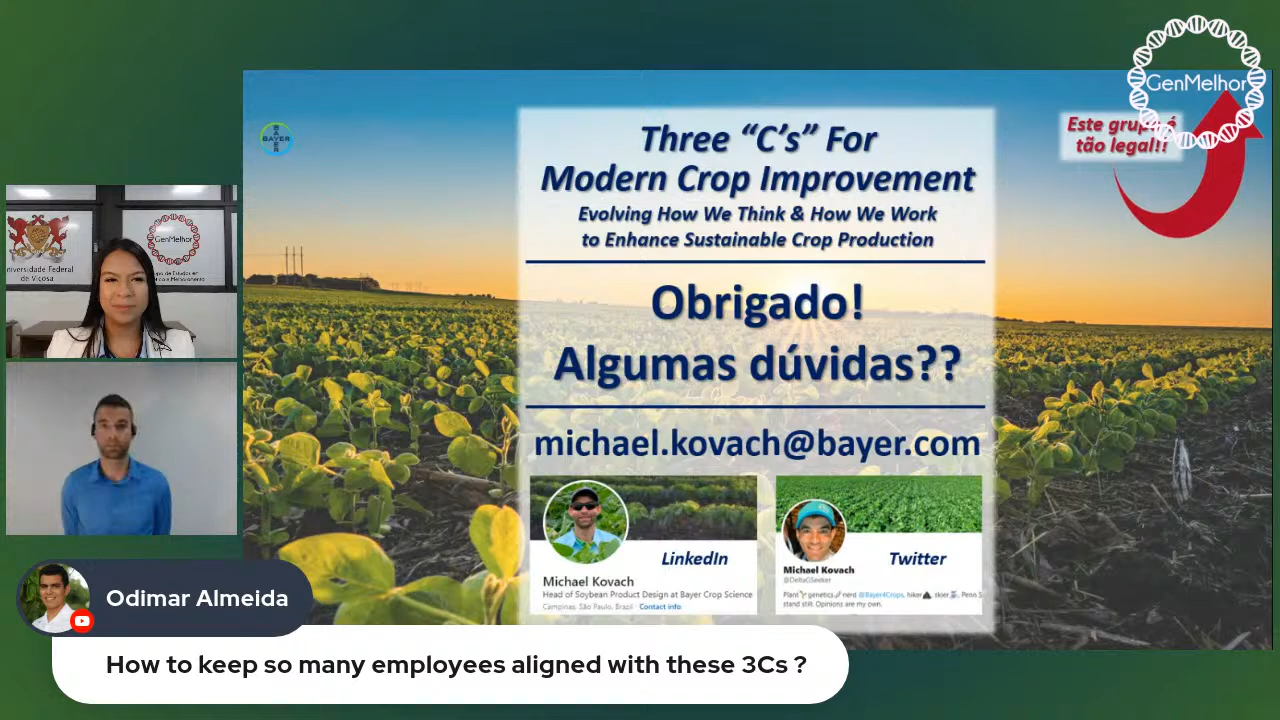 GenMelhor
Este grupo é
tão legal!!
BAYER
Three “C’s” For
Modern Crop Improvement
Evolving How We Think & How We Work
to Enhance Sustainable Crop Production
Obrigado!
Algumas dúvidas??
michael.kovach@bayer.com
LinkedIn
Michael Kovach
Head of Soybean Product Design at Bayer Crop Science
Campinas, São Paulo, Brazil Contact info
Twitter
Michael Kovach
@DeltaGSeeker
Plant genetics nerd @Bayer4Crops, hiker, skier, Penn S
stand still. Opinions are my own.
GenMelhor
niversidade Federal
de Viçosa
Odimar Almeida
How to keep so many employees aligned with these 3Cs ?